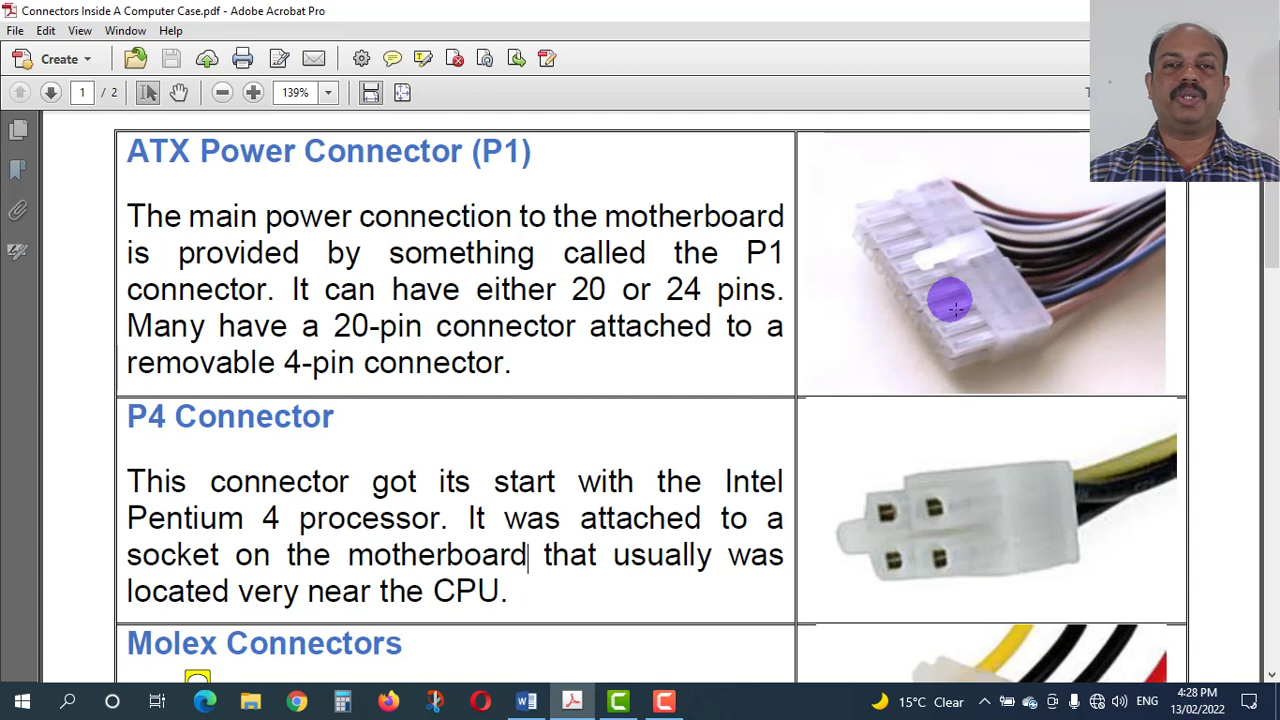 Connectors Inside A Computer Case.pdf - Adobe Acrobat Pro
File Edit View Window Help
Create
1 / 2 139%
ATX Power Connector (P1)
The main power connection to the motherboard
is provided by something called the P1
connector. It can have either 20 or 24 pins.
Many have a 20-pin connector attached to a
removable 4-pin connector.
P4 Connector
This connector got its start with the Intel
Pentium 4 processor. It was attached to a
socket on the motherboard that usually was
located very near the CPU.
Molex Connectors
15°C Clear
ENG
4:28 PM
13/02/2022